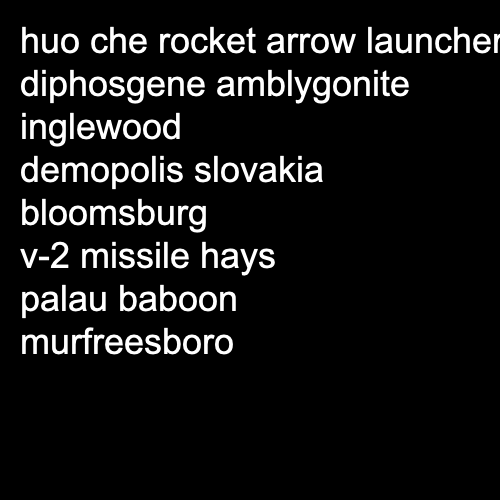 huo che rocket arrow launcher
diphosgene amblygonite
inglewood
demopolis slovakia
bloomsburg
v-2 missile hays
palau baboon
murfreesboro